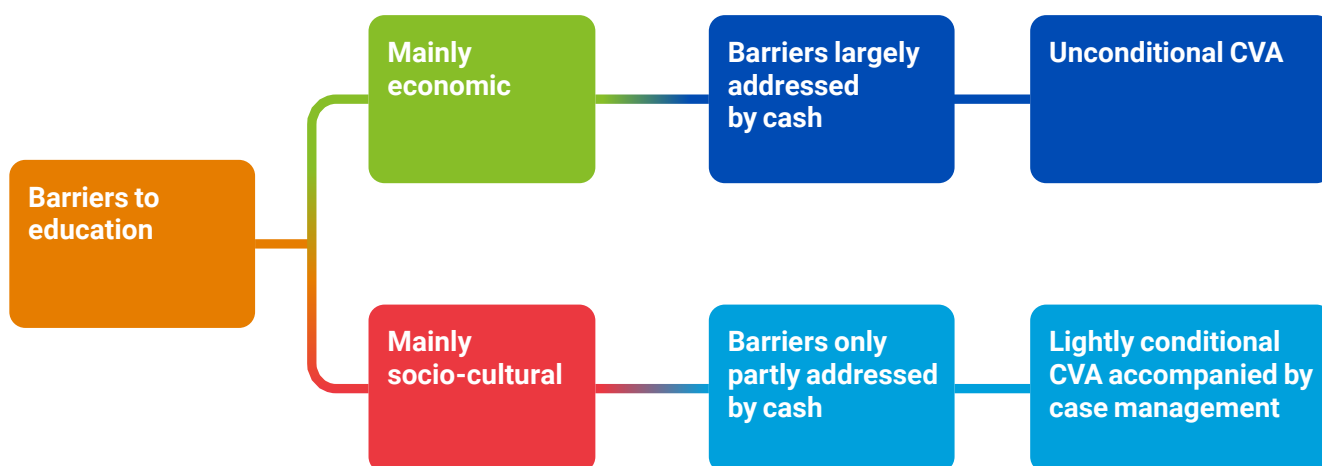 Barriers to
education
Mainly
economic
Barriers largely
addressed
by cash
Unconditional CVA
Mainly
socio-cultural
Barriers only
partly addressed
by cash
Lightly conditional
CVA accompanied by
case management